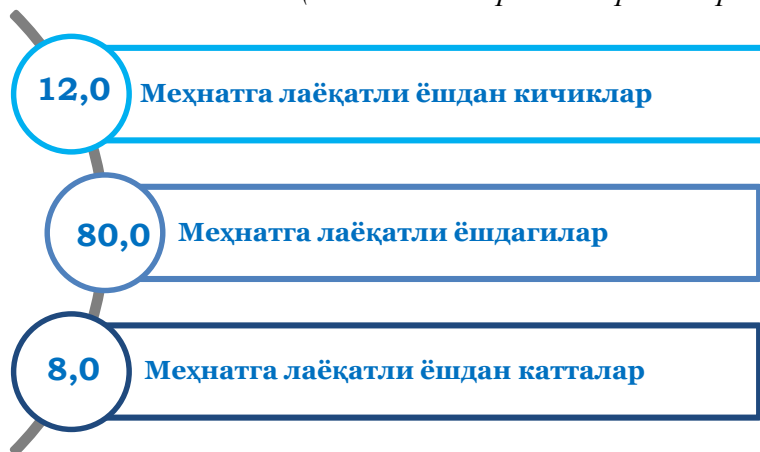 12,0 Меҳнатга лаёқатли ёшдан кичиклар
80,0 Меҳнатга лаёқатли ёшдагилар
8,0 Меҳнатга лаёқатли ёшдан катталар